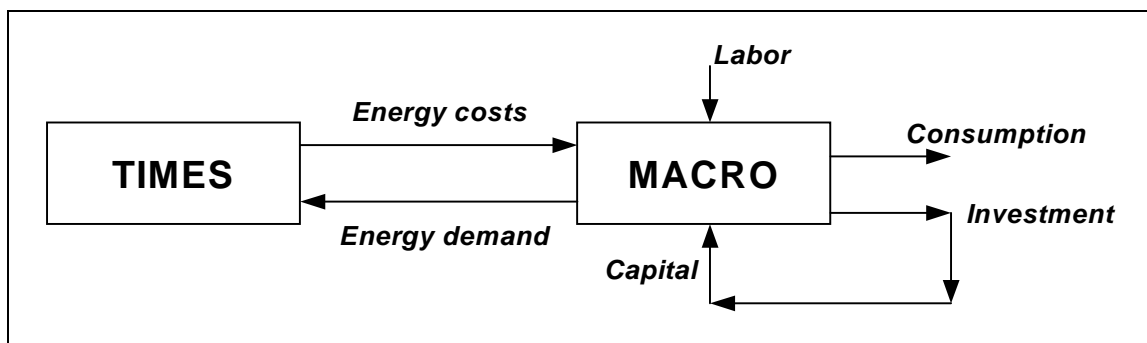 Labor
Energy costs
Consumption
TIMES
MACRO
Investment
Energy demand
Capital